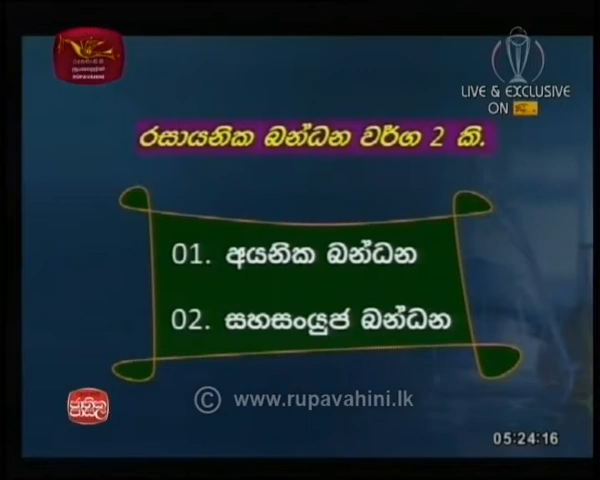 RUPAVAHINI
LIVE & EXCLUSIVE
ON
රසායනික බන්ධන වර්ග 2 කි.
01. අයනික බන්ධන
02. සහසංයුජ බන්ධන
© www.rupavahini.lk
05:24:16